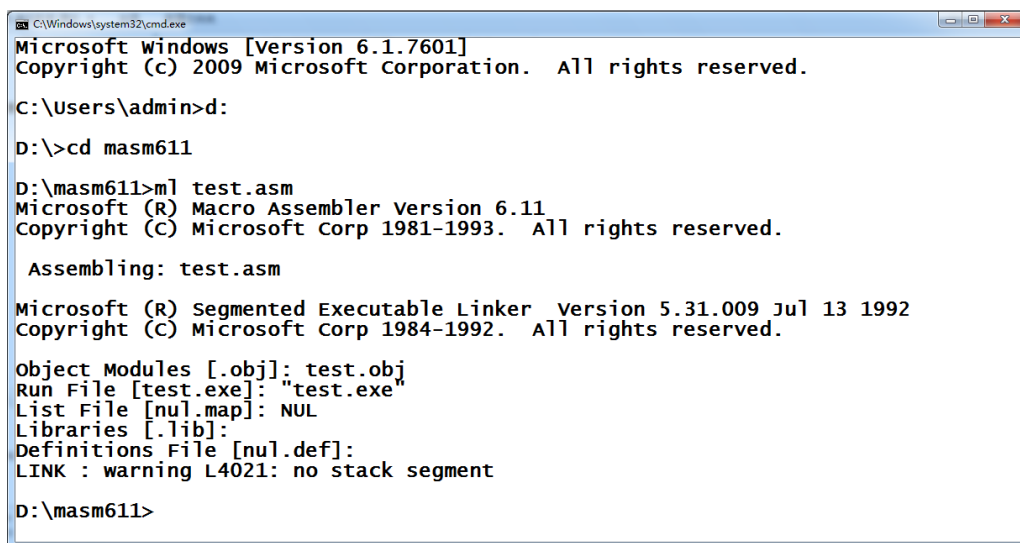 C:\Windows\system32\cmd.exe
Microsoft Windows [Version 6.1.7601]
Copyright (c) 2009 Microsoft Corporation.  All rights reserved.
C:\Users\admin>d:
D:\>cd masm611
D:\masm611>ml test.asm
Microsoft (R) Macro Assembler Version 6.11
Copyright (C) Microsoft Corp 1981-1993.  All rights reserved.
Assembling: test.asm
Microsoft (R) Segmented Executable Linker  Version 5.31.009 Jul 13 1992
Copyright (C) Microsoft Corp 1984-1992.  All rights reserved.
Object Modules [.obj]: test.obj
Run File [test.exe]: "test.exe"
List File [nul.map]: NUL
Libraries [.lib]:
Definitions File [nul.def]:
LINK : warning L4021: no stack segment
D:\masm611>